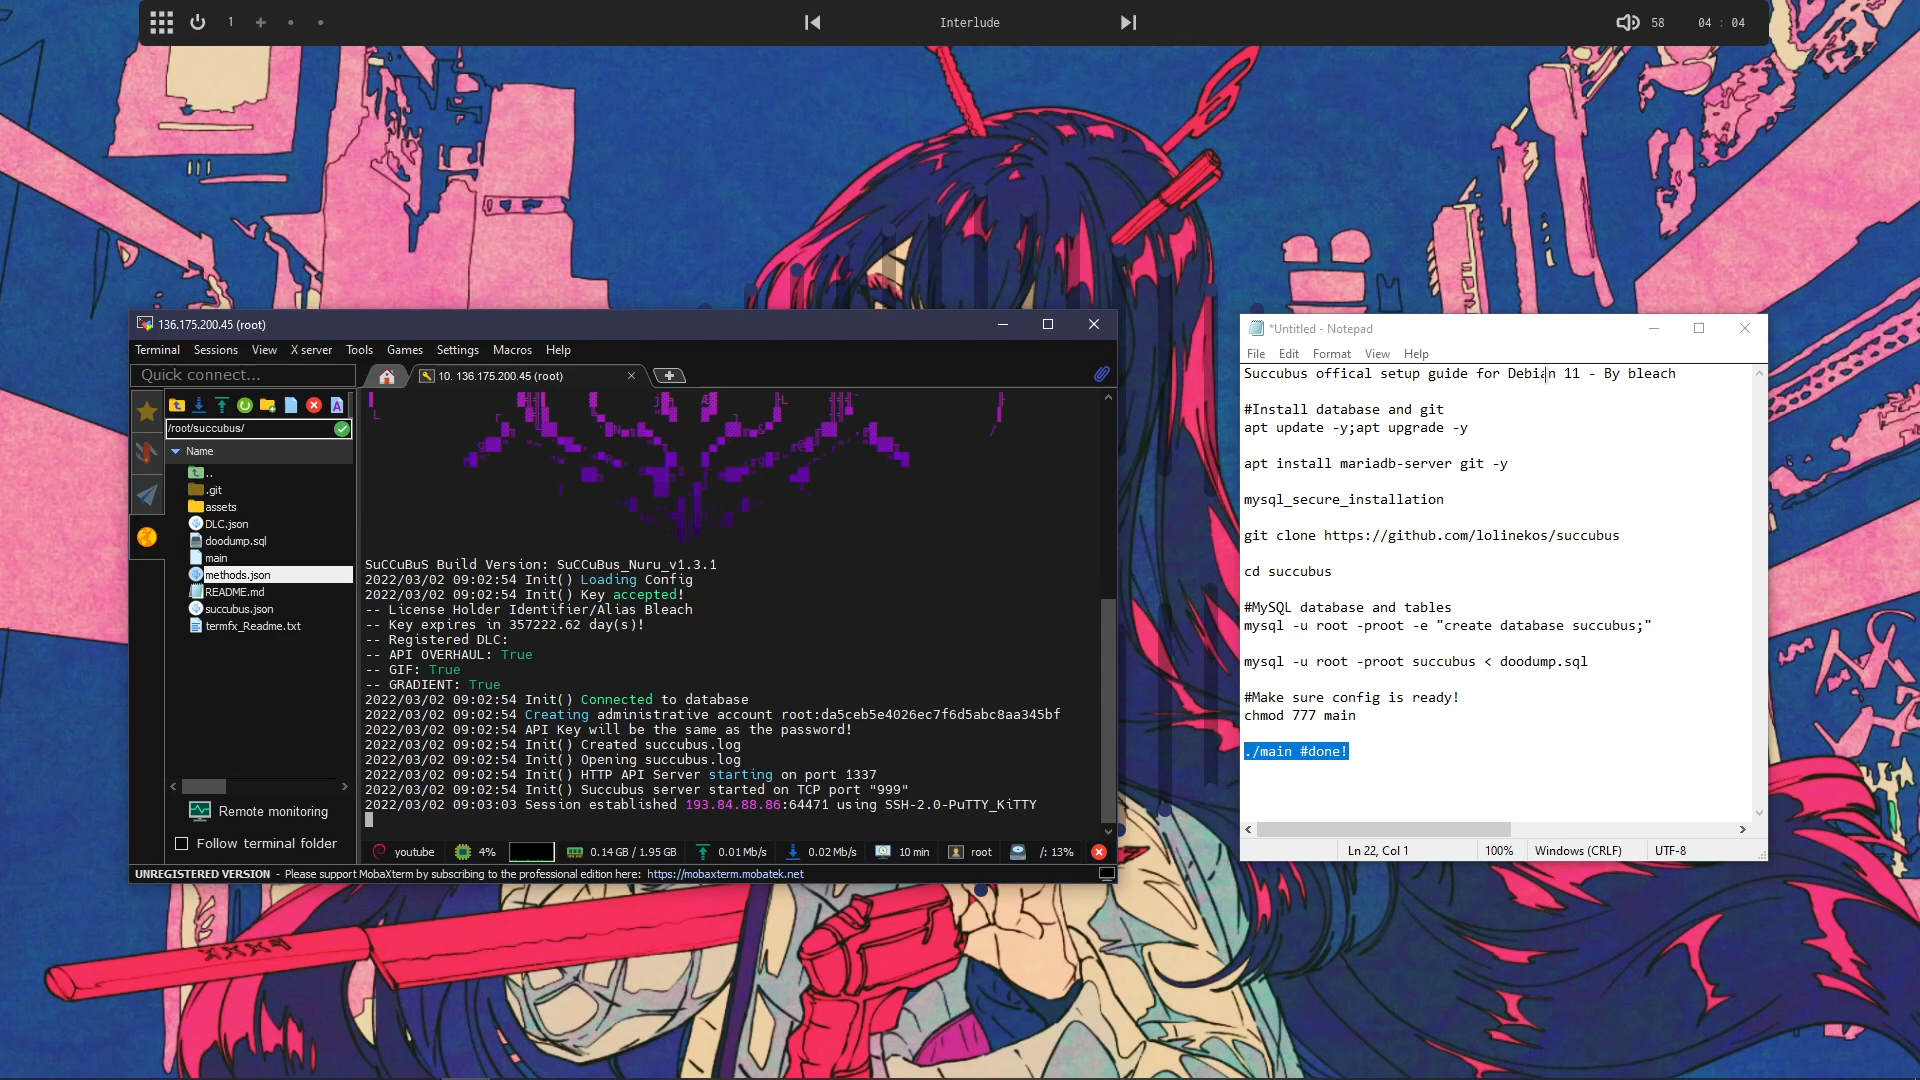 1
Interlude
58
04 : 04
136.175.200.45 (root)
Terminal Sessions View X server Tools Games Settings Macros Help
Quick connect...
10. 136.175.200.45 (root)
/root/succubus/
Name
..
.git
assets
DLC.json
doodump.sql
main
methods.json
README.md
succubus.json
termfx_Readme.txt
Remote monitoring
Follow terminal folder
SuCCuBuS Build Version: SuCCuBus_Nuru_v1.3.1
2022/03/02 09:02:54 Init() Loading Config
2022/03/02 09:02:54 Init() Key accepted!
-- License Holder Identifier/Alias Bleach
-- Key expires in 357222.62 day(s)!
-- Registered DLC:
-- API OVERHAUL: True
-- GIF: True
-- GRADIENT: True
2022/03/02 09:02:54 Init() Connected to database
2022/03/02 09:02:54 Creating administrative account root:da5ceb5e4026ec7f6d5abc8aa345bf
2022/03/02 09:02:54 API Key will be the same as the password!
2022/03/02 09:02:54 Init() Created succubus.log
2022/03/02 09:02:54 Init() Opening succubus.log
2022/03/02 09:02:54 Init() HTTP API Server starting on port 1337
2022/03/02 09:02:54 Init() Succubus server started on TCP port "999"
2022/03/02 09:03:03 Session established 193.84.88.86:64471 using SSH-2.0-PuTTY_KiTTY
youtube 4% 0.14 GB / 1.95 GB 0.01 Mb/s 0.02 Mb/s 10 min root /: 13%
UNREGISTERED VERSION - Please support MobaXterm by subscribing to the professional edition here: https://mobaxterm.mobatek.net
*Untitled - Notepad
File Edit Format View Help
Succubus offical setup guide for Debian 11 - By bleach
#Install database and git
apt update -y;apt upgrade -y
apt install mariadb-server git -y
mysql_secure_installation
git clone https://github.com/lolinekos/succubus
cd succubus
#MySQL database and tables
mysql -u root -proot -e "create database succubus;"
mysql -u root -proot succubus < doodump.sql
#Make sure config is ready!
chmod 777 main
./main #done!
Ln 22, Col 1 100% Windows (CRLF) UTF-8